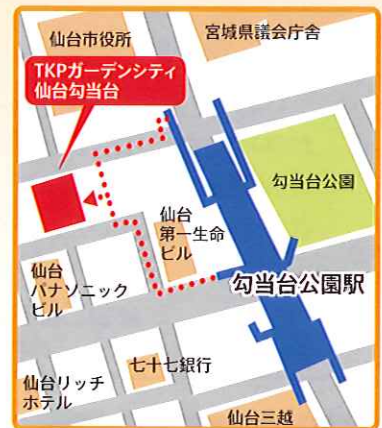 仙台市役所
宮城県議会庁舎
TKPガーデンシティ
仙台勾当台
勾当台公園
仙台
第一生命
ビル
勾当台公園駅
仙台
パナソニック
ビル
七十七銀行
仙台リッチ
ホテル
仙台三越